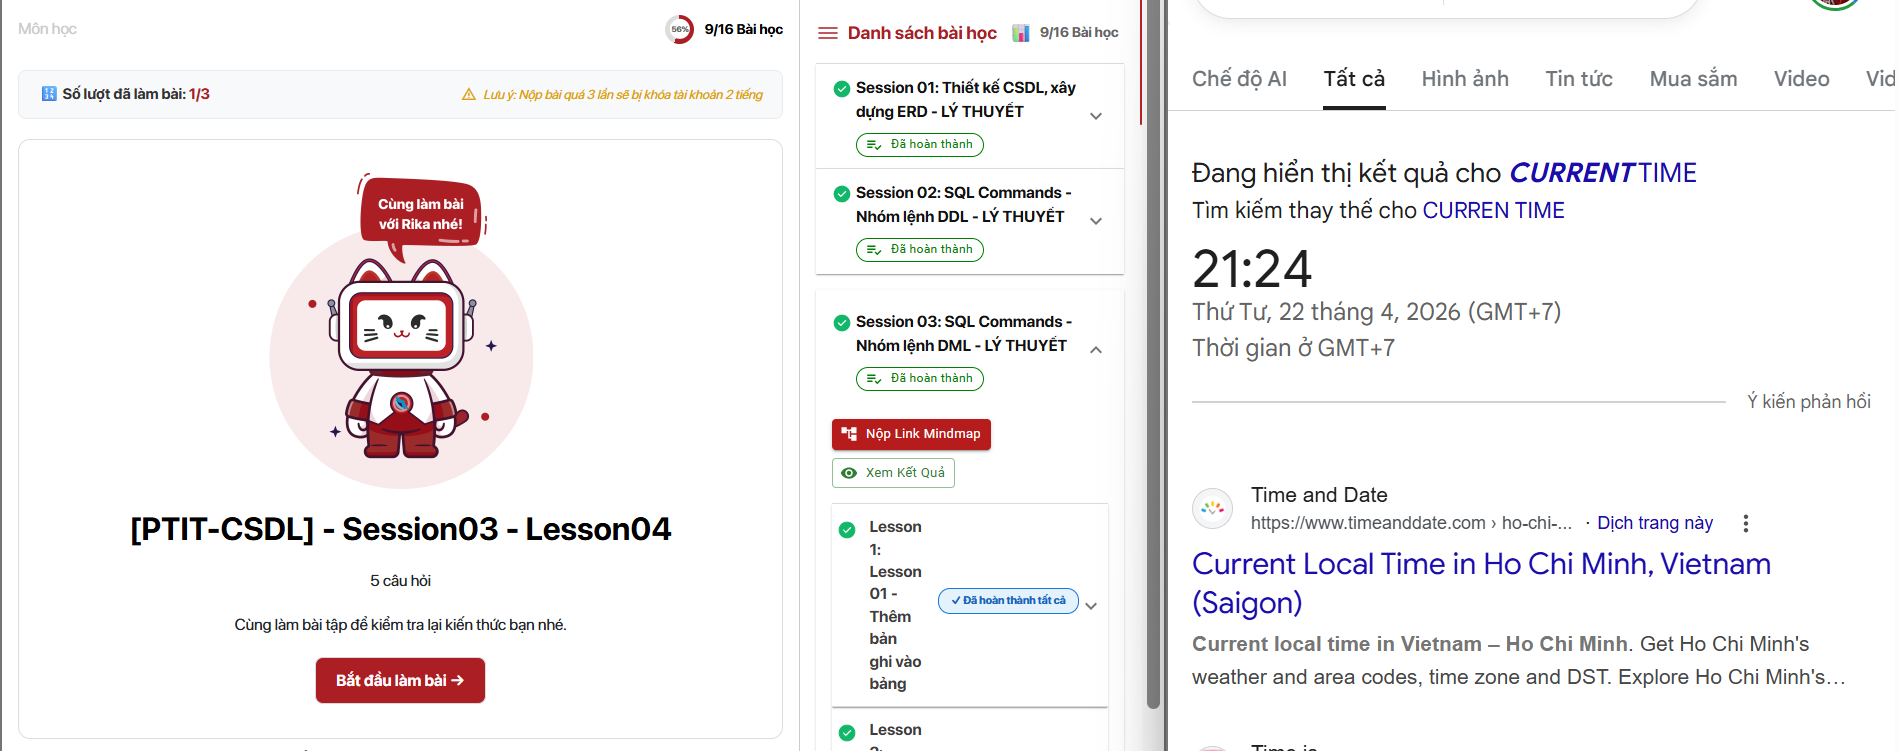 Môn học
56%
9/16 Bài học
Số lượt đã làm bài: 1/3
Lưu ý: Nộp bài quá 3 lần sẽ bị khóa tài khoản 2 tiếng
Cùng làm bài
với Rika nhé!
[PTIT-CSDL] - Session03 - Lesson04
5 câu hỏi
Cùng làm bài tập để kiểm tra lại kiến thức bạn nhé.
Bắt đầu làm bài →
Danh sách bài học
9/16 Bài học
Session 01: Thiết kế CSDL, xây
dựng ERD - LÝ THUYẾT
Đã hoàn thành
Session 02: SQL Commands -
Nhóm lệnh DDL - LÝ THUYẾT
Đã hoàn thành
Session 03: SQL Commands -
Nhóm lệnh DML - LÝ THUYẾT
Đã hoàn thành
Nộp Link Mindmap
Xem Kết Quả
Lesson
1:
Lesson
01 -
Thêm
bản
ghi vào
bảng
✓ Đã hoàn thành tất cả
Lesson
Chế độ AI
Tất cả
Hình ảnh
Tin tức
Mua sắm
Video
Vid
Đang hiển thị kết quả cho CURRENT TIME
Tìm kiếm thay thế cho CURREN TIME
21:24
Thứ Tư, 22 tháng 4, 2026 (GMT+7)
Thời gian ở GMT+7
Ý kiến phản hồi
Time and Date
https://www.timeanddate.com › ho-chi-... · Dịch trang này
Current Local Time in Ho Chi Minh, Vietnam
(Saigon)
Current local time in Vietnam – Ho Chi Minh. Get Ho Chi Minh's
weather and area codes, time zone and DST. Explore Ho Chi Minh's...